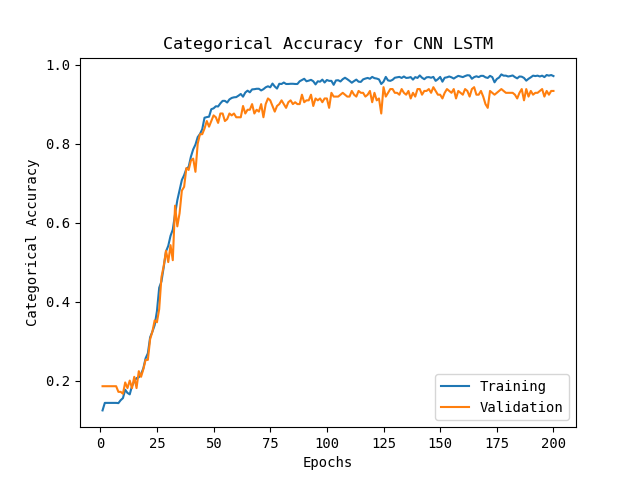 Categorical Accuracy for CNN LSTM
Categorical Accuracy
1.0
0.8
0.6
0.4
0.2
0 25 50 75 100 125 150 175 200
Epochs
Training
Validation